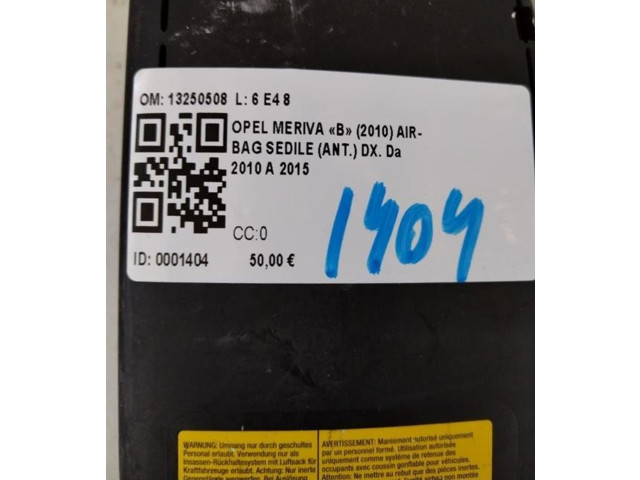 OM: 13250508 L: 6 E4 8
OPEL MERIVA «B» (2010) AIR-
BAG SEDILE (ANT.) DX. Da
2010 A 2015
CC:0
ID: 0001404 50,00 €
1404
WARNUNG: Umnang nur durch geschultes
Personal erlaubt. Verwendung nur als
Insassen-Rückhaltesystem mit Luftsack für
Kraftfahrzeuge erlaubt. Achtung: Nur inerte
AVERTISSEMENT: Maniement autorisé uniquement
par un personnel formé. Utilisation autorisée
uniquement comme système de retenue des
occupants avec coussin gonflable pour véhicules.
Attention: Ne mettre au rebut que des pièces inertes.